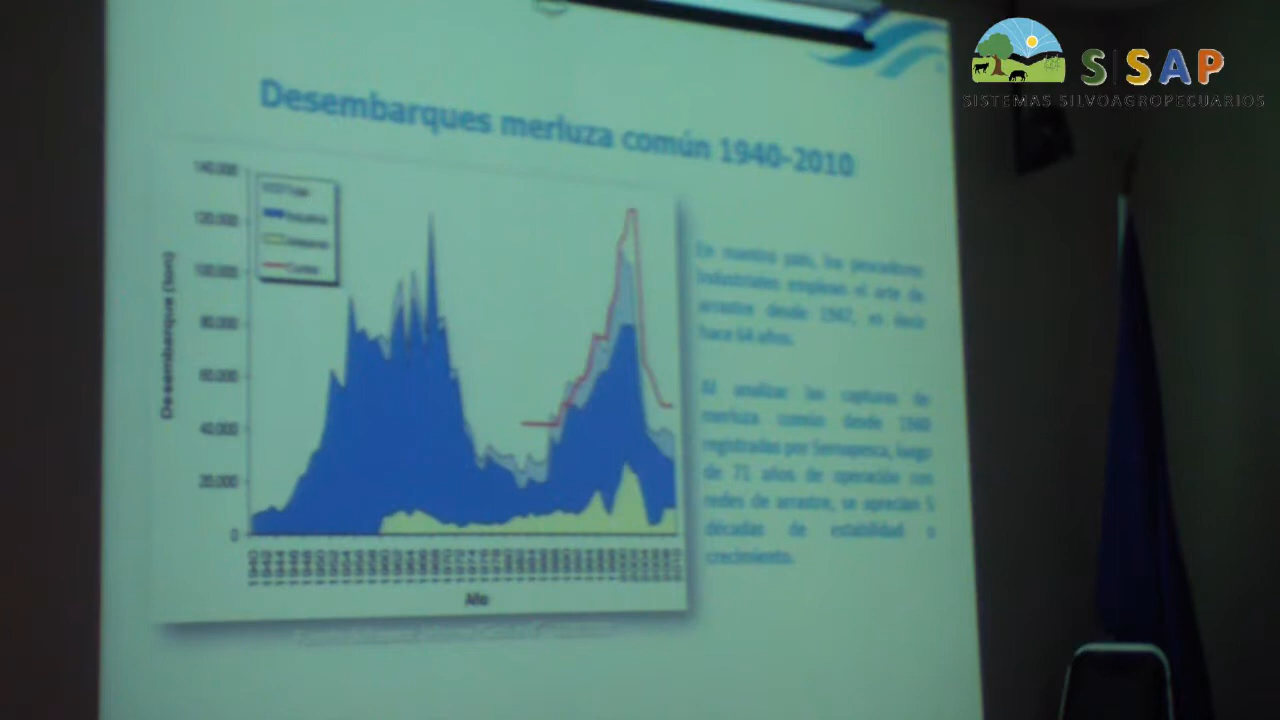 SISAP
SISTEMAS SILVOAGROPECUARIOS
Desembarques merluza común 1940-2010
140.000
120.000
100.000
80.000
60.000
40.000
20.000
0
Desembarque (ton)
Año
En nuestro país, los pescadores
industriales emplean el arte de
arrastre desde 1947, es decir
hace 64 años.
Al analizar las capturas de
merluza común desde 1940
registradas por Sernapesca, luego
de 71 años de operación con
redes de arrastre, se aprecian 5
décadas de estabilidad o
crecimiento.